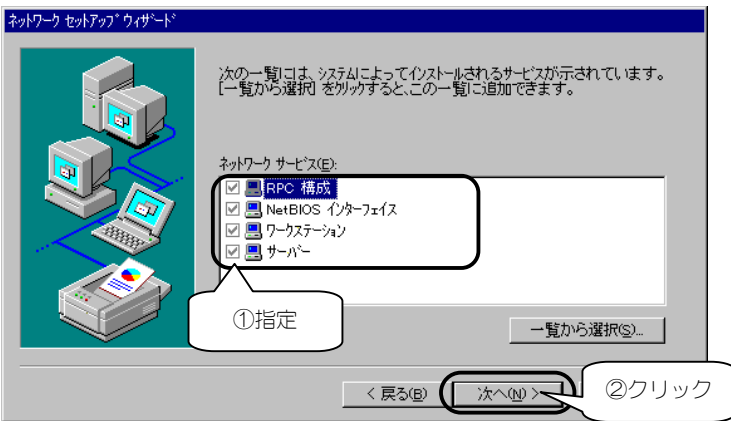 ﾈｯﾄﾜｰｸ ｾｯﾄｱｯﾌﾟ ｳｨｻﾞｰﾄﾞ
次の一覧には、ｼｽﾃﾑによってｲﾝｽﾄｰﾙされるｻｰﾋﾞｽが示されています。
[一覧から選択] をｸﾘｯｸすると、この一覧に追加できます。
ﾈｯﾄﾜｰｸ ｻｰﾋﾞｽ(E):
RPC 構成
NetBIOS ｲﾝﾀｰﾌｪｲｽ
ﾜｰｸｽﾃｰｼｮﾝ
ｻｰﾊﾞｰ
①指定
一覧から選択(S)...
< 戻る(B)
次へ(N) >
②クリック